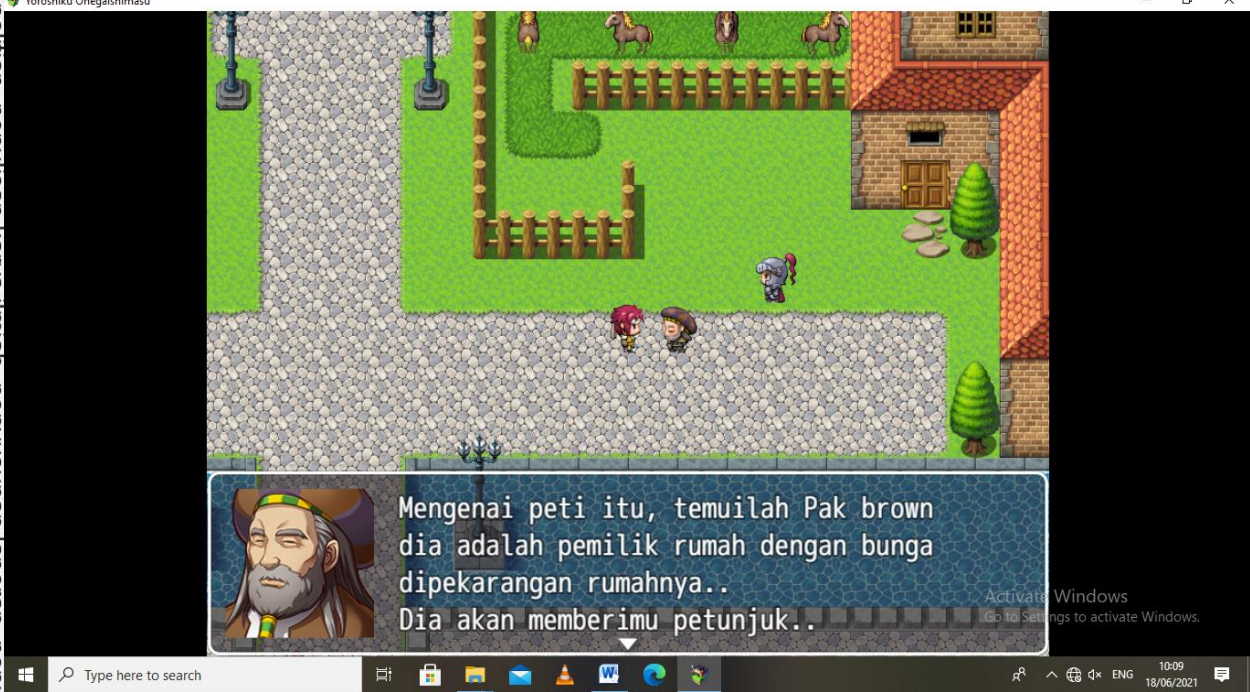 Yoroshiku Onegaishimasu
Mengenai peti itu, temuilah Pak brown
dia adalah pemilik rumah dengan bunga
dipekarangan rumahnya..
Dia akan memberimu petunjuk..
Activate Windows
Go to Settings to activate Windows.
Type here to search
W
ENG
10:09
18/06/2021